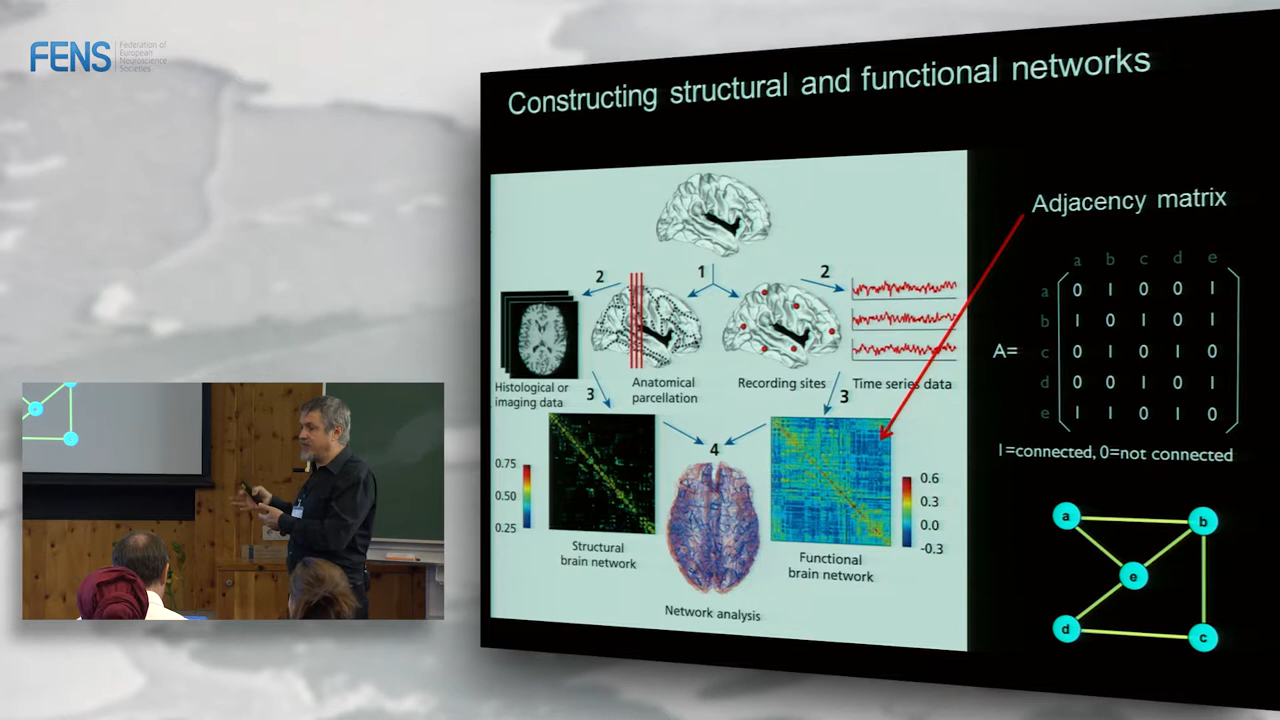 FENS
Federation of
European
Neuroscience
Societies
Constructing structural and functional networks
1
2
2
Histological or
imaging data
Anatomical
parcellation
Recording sites
Time series data
3
3
4
0.75
0.50
0.25
Structural
brain network
Network analysis
Functional
brain network
0.6
0.3
0.0
-0.3
Adjacency matrix
a b c d e
a 0 1 0 0 1
b 1 0 1 0 1
A= c 0 1 0 1 0
d 0 0 1 0 1
e 1 1 0 1 0
1=connected, 0=not connected
a
b
e
d
c